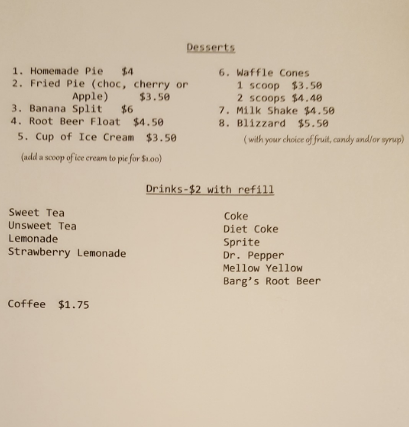 Desserts
1. Homemade Pie $4
2. Fried Pie (choc, cherry or
Apple) $3.50
3. Banana Split $6
4. Root Beer Float $4.50
5. Cup of Ice Cream $3.50
(add a scoop of ice cream to pie for $1.00)
6. Waffle Cones
1 scoop $3.50
2 scoops $4.40
7. Milk Shake $4.50
8. Blizzard $5.50
( with your choice of fruit, candy and/or syrup)
Drinks-$2 with refill
Sweet Tea
Unsweet Tea
Lemonade
Strawberry Lemonade
Coffee $1.75
Coke
Diet Coke
Sprite
Dr. Pepper
Mellow Yellow
Barg's Root Beer